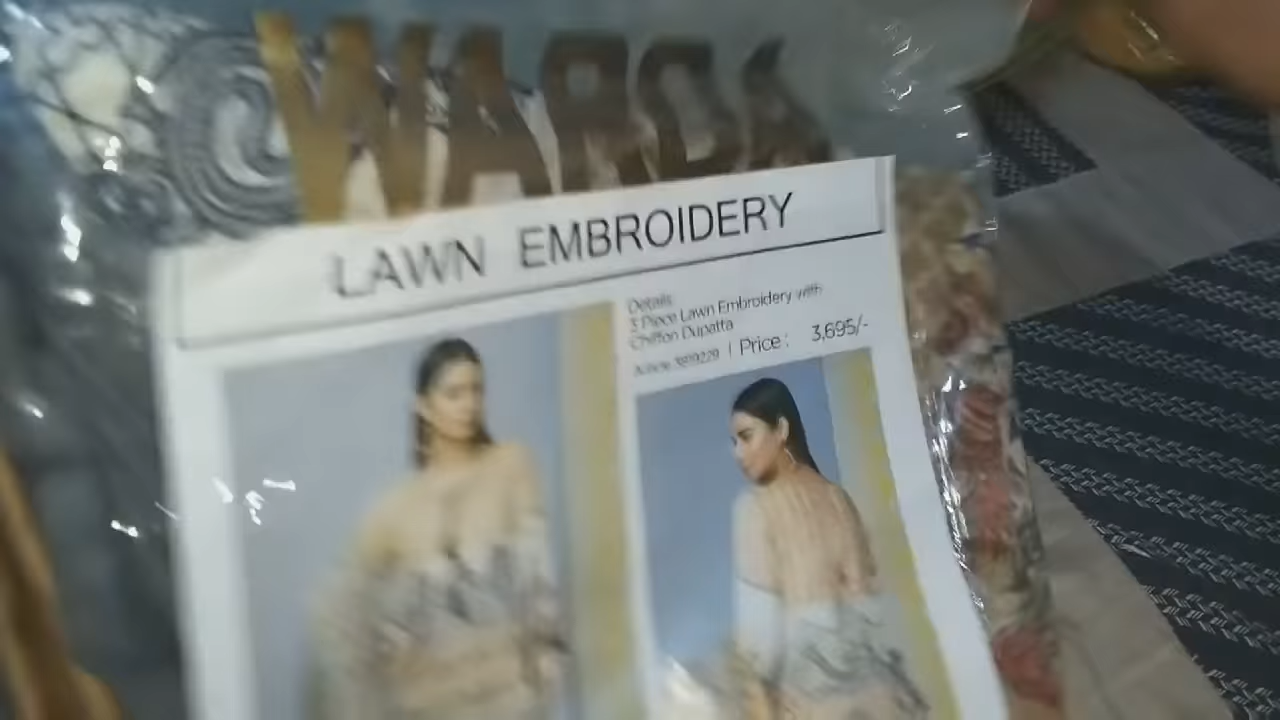 WARDA
LAWN EMBROIDERY
Details:
3 Piece Lawn Embroidery with
Chiffon Dupatta
| Price : 3,695/-